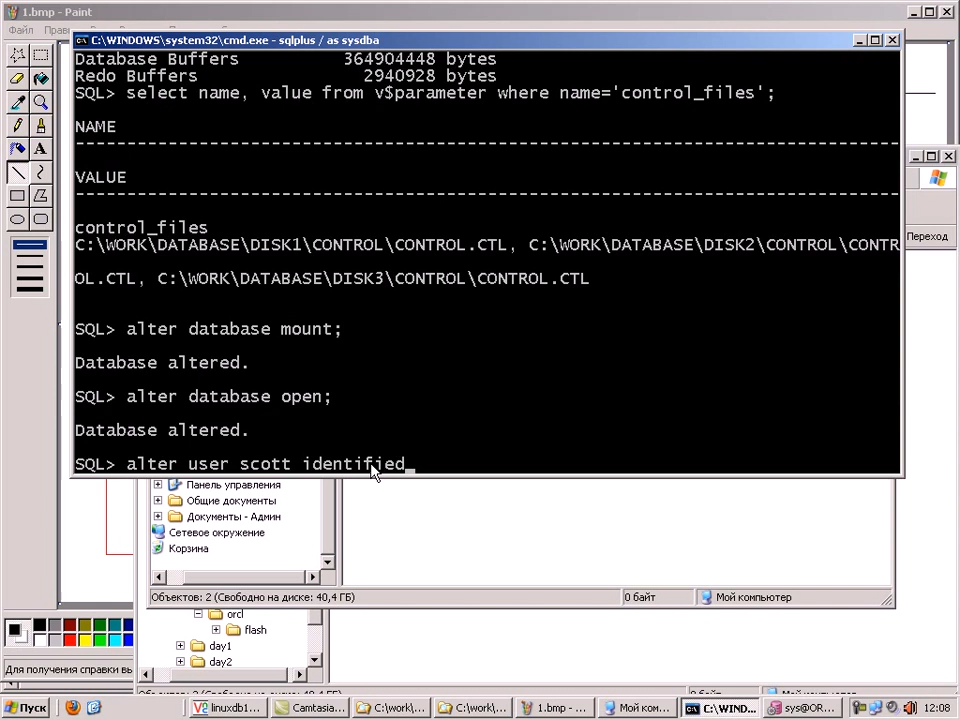 1.bmp - Paint
Файл
C:\WINDOWS\system32\cmd.exe - sqlplus / as sysdba
Database Buffers 364904448 bytes
Redo Buffers 2940928 bytes
SQL> select name, value from v$parameter where name='control_files';
NAME
--------------------------------------------------------------------------------
VALUE
--------------------------------------------------------------------------------
control_files
C:\WORK\DATABASE\DISK1\CONTROL\CONTROL.CTL, C:\WORK\DATABASE\DISK2\CONTROL\CONTR
OL.CTL, C:\WORK\DATABASE\DISK3\CONTROL\CONTROL.CTL
SQL> alter database mount;
Database altered.
SQL> alter database open;
Database altered.
SQL> alter user scott identified_
Переход
Панель управления
Общие документы
Документы - Админ
Сетевое окружение
Корзина
Объектов: 2 (Свободно на диске: 40,4 ГБ)
0 байт
Мой компьютер
orcl
flash
day1
day2
Для получения справки вы
Пуск
linuxdb1...
Camtasia...
C:\work\...
C:\work\...
1.bmp - ...
Мой ком...
C:\WIND...
sys@OR...
12:08